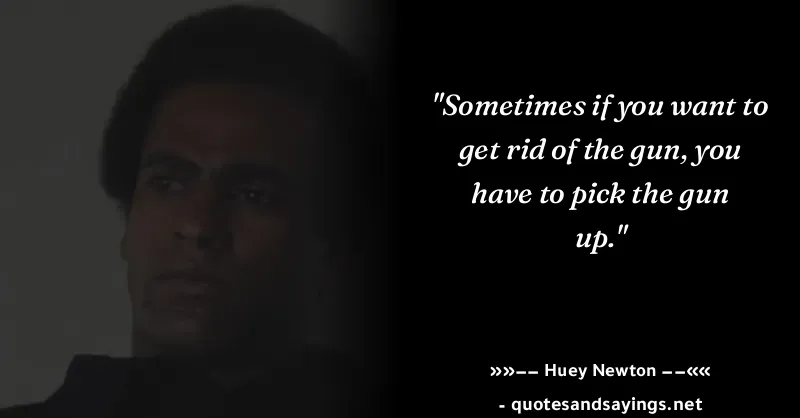 "Sometimes if you want to
get rid of the gun, you
have to pick the gun
up."
»»–– Huey Newton ––««
- quotesandsayings.net